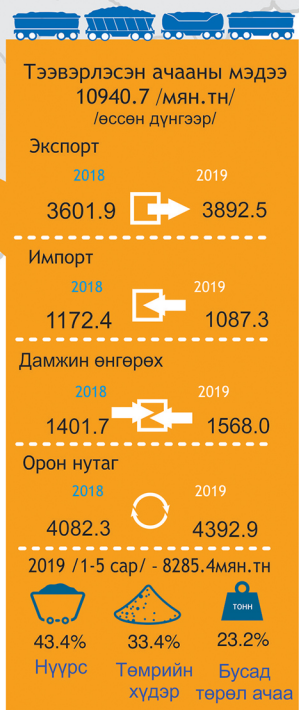 Тээвэрлэсэн ачааны мэдээ
10940.7 /мян.тн/
/өссөн дүнгээр/
Экспорт
2018 2019
3601.9 3892.5
Импорт
2018 2019
1172.4 1087.3
Дамжин өнгөрөх
2018 2019
1401.7 1568.0
Орон нутаг
2018 2019
4082.3 4392.9
2019 /1-5 сар/ - 8285.4мян.тн
ТОНН
43.4% 33.4% 23.2%
Нүүрс Төмрийн Бусад
хүдэр төрөл ачаа